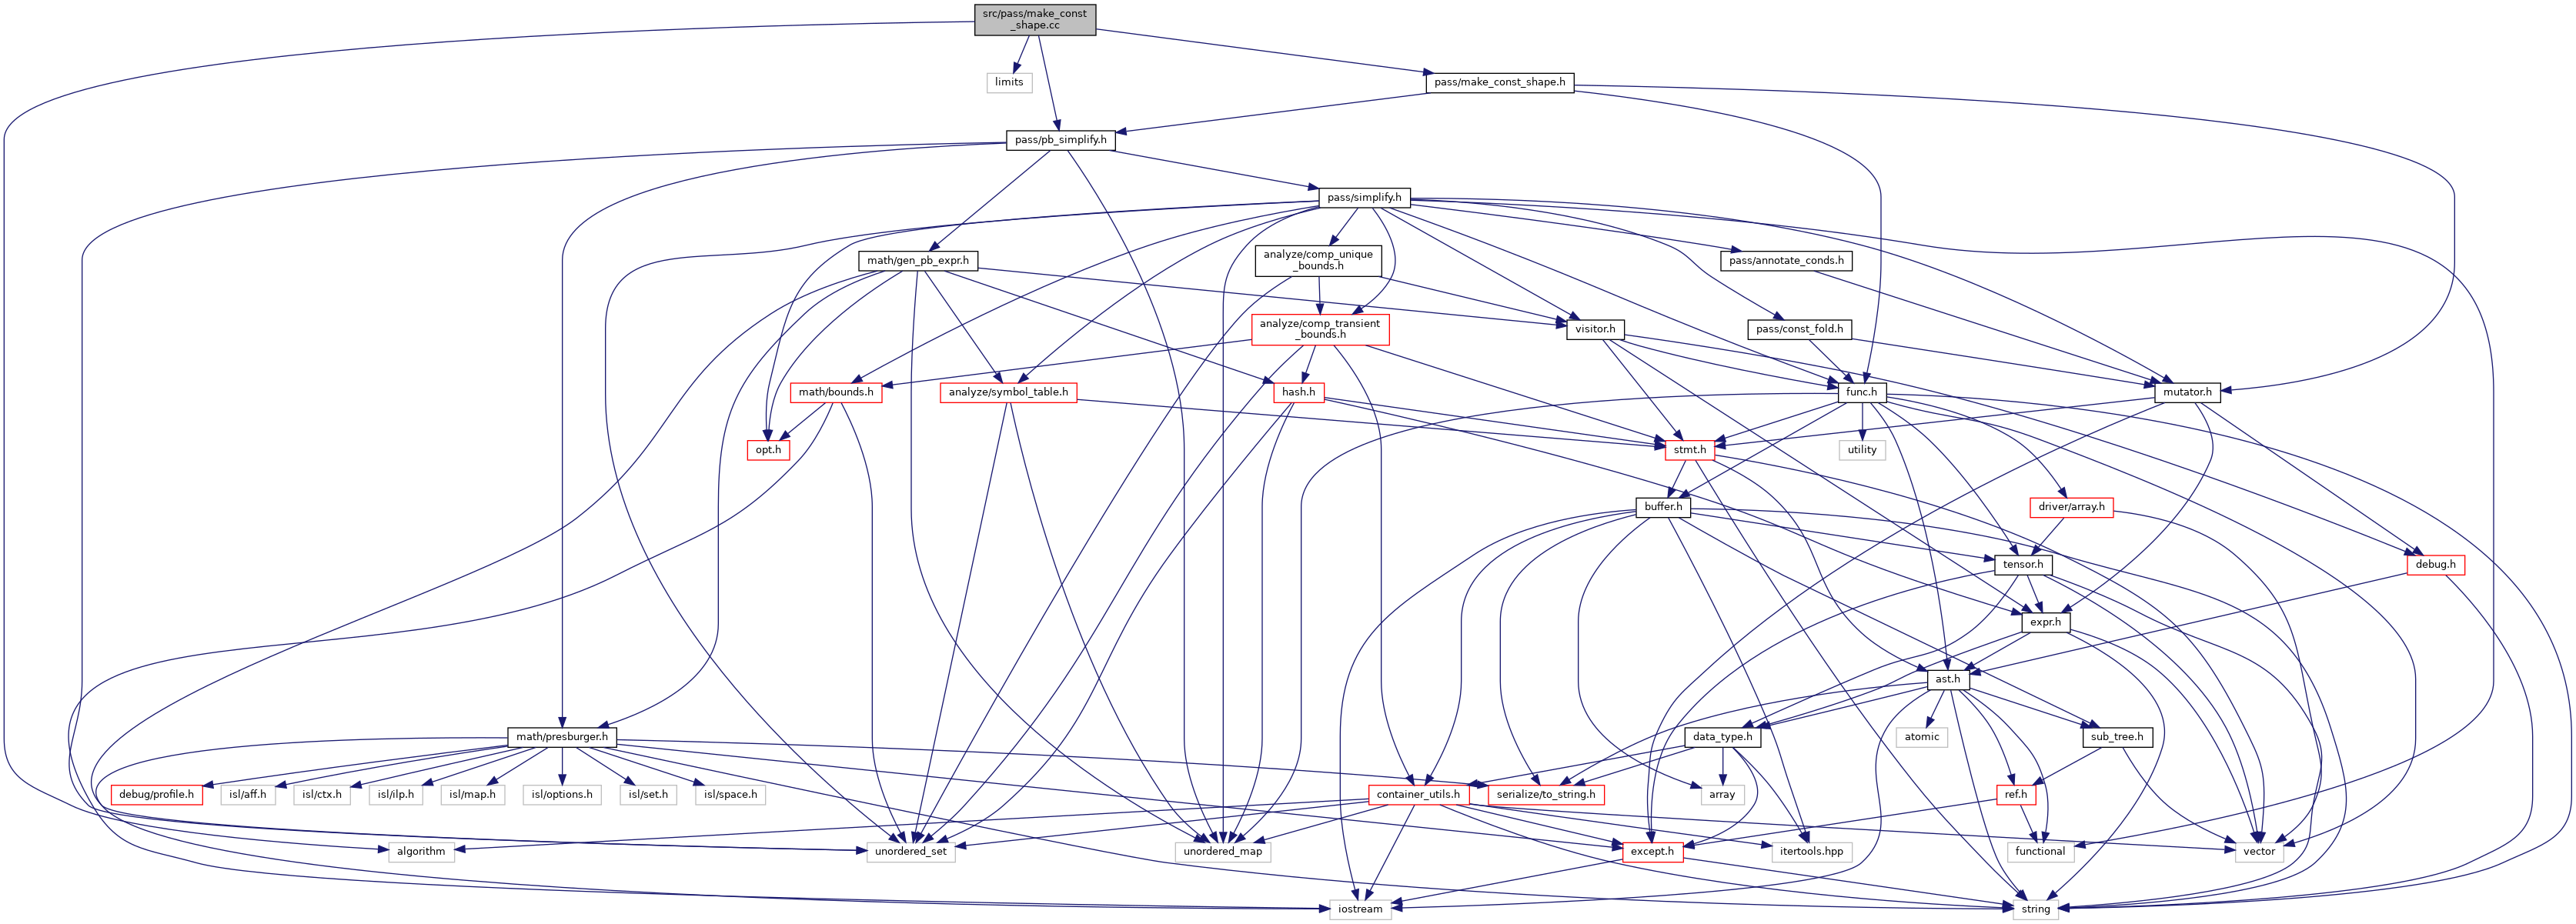 src/pass/make_const
_shape.cc
limits
pass/make_const_shape.h
pass/pb_simplify.h
pass/simplify.h
math/gen_pb_expr.h
analyze/comp_unique
_bounds.h
pass/annotate_conds.h
analyze/comp_transient
_bounds.h
visitor.h
pass/const_fold.h
math/bounds.h
analyze/symbol_table.h
hash.h
func.h
mutator.h
opt.h
stmt.h
utility
buffer.h
driver/array.h
tensor.h
debug.h
expr.h
ast.h
math/presburger.h
data_type.h
atomic
sub_tree.h
debug/profile.h
isl/aff.h
isl/ctx.h
isl/ilp.h
isl/map.h
isl/options.h
isl/set.h
isl/space.h
container_utils.h
serialize/to_string.h
array
ref.h
algorithm
unordered_set
unordered_map
except.h
itertools.hpp
functional
vector
iostream
string